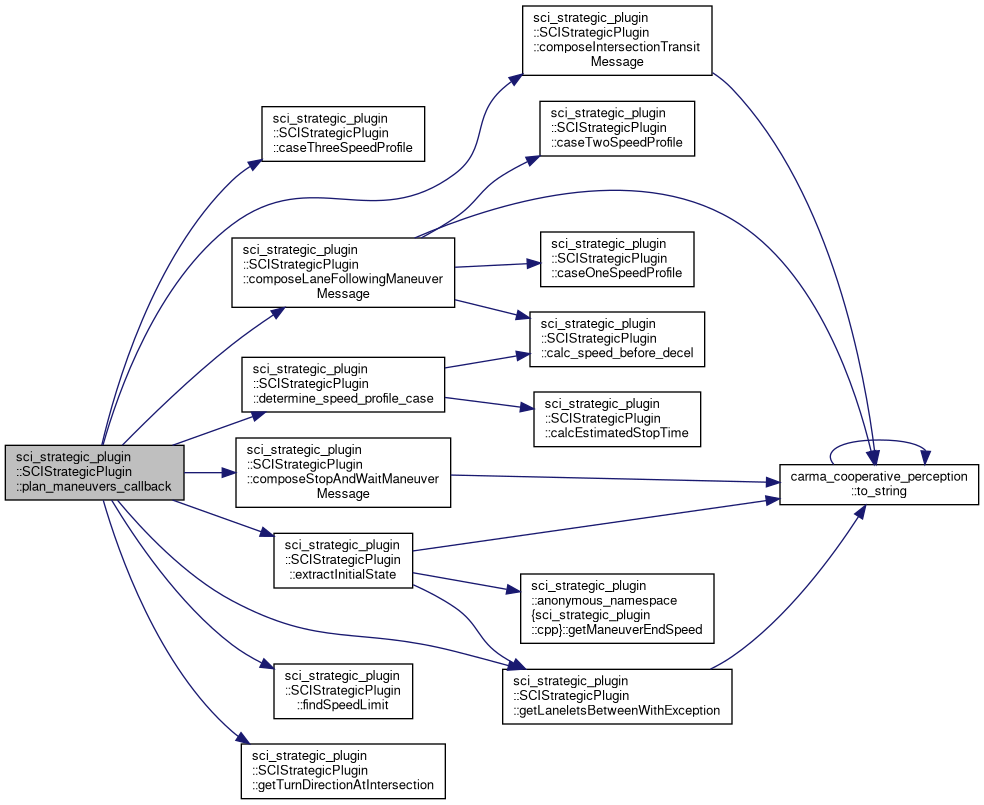 sci_strategic_plugin
::SCIStrategicPlugin
::composeIntersectionTransit
Message
sci_strategic_plugin
::SCIStrategicPlugin
::caseThreeSpeedProfile
sci_strategic_plugin
::SCIStrategicPlugin
::caseTwoSpeedProfile
sci_strategic_plugin
::SCIStrategicPlugin
::composeLaneFollowingManeuver
Message
sci_strategic_plugin
::SCIStrategicPlugin
::caseOneSpeedProfile
sci_strategic_plugin
::SCIStrategicPlugin
::calc_speed_before_decel
sci_strategic_plugin
::SCIStrategicPlugin
::determine_speed_profile_case
sci_strategic_plugin
::SCIStrategicPlugin
::calcEstimatedStopTime
sci_strategic_plugin
::SCIStrategicPlugin
::plan_maneuvers_callback
sci_strategic_plugin
::SCIStrategicPlugin
::composeStopAndWaitManeuver
Message
carma_cooperative_perception
::to_string
sci_strategic_plugin
::SCIStrategicPlugin
::extractInitialState
sci_strategic_plugin
::anonymous_namespace
{sci_strategic_plugin
::cpp}::getManeuverEndSpeed
sci_strategic_plugin
::SCIStrategicPlugin
::findSpeedLimit
sci_strategic_plugin
::SCIStrategicPlugin
::getLaneletsBetweenWithException
sci_strategic_plugin
::SCIStrategicPlugin
::getTurnDirectionAtIntersection